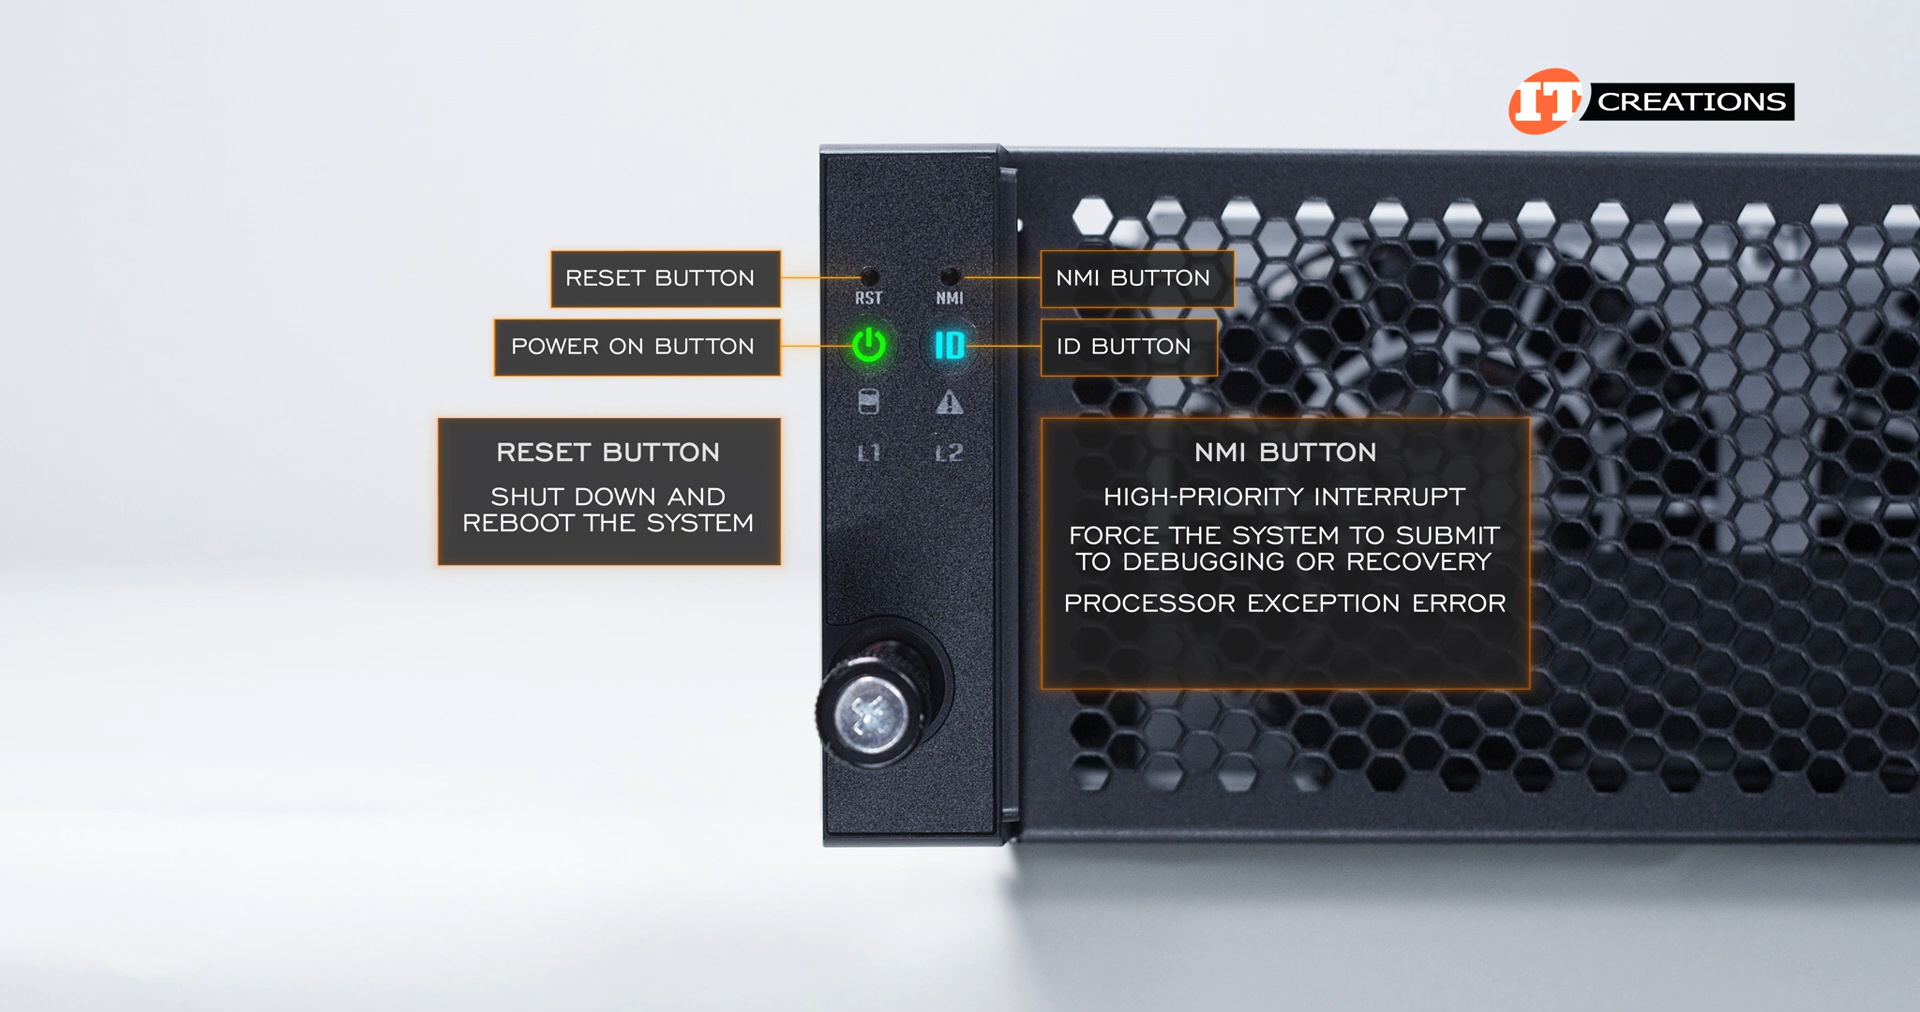 IT CREATIONS
RESET BUTTON
NMI BUTTON
RST
NMI
POWER ON BUTTON
ID
ID BUTTON
L1
L2
RESET BUTTON
SHUT DOWN AND
REBOOT THE SYSTEM
NMI BUTTON
HIGH-PRIORITY INTERRUPT
FORCE THE SYSTEM TO SUBMIT
TO DEBUGGING OR RECOVERY
PROCESSOR EXCEPTION ERROR